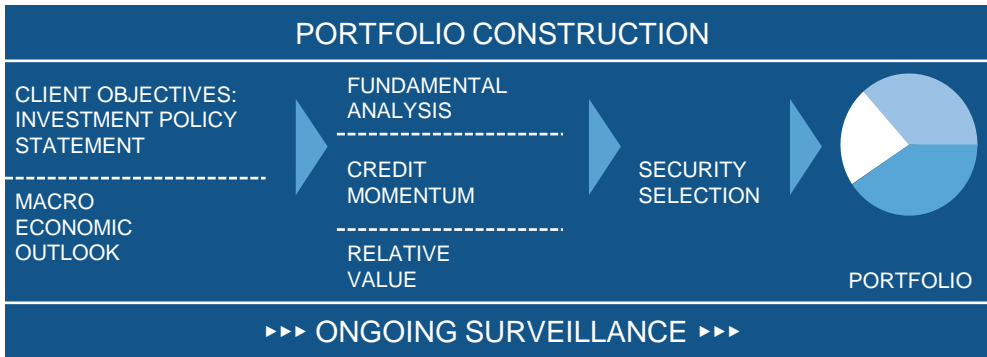 PORTFOLIO CONSTRUCTION
CLIENT OBJECTIVES:
INVESTMENT POLICY
STATEMENT
MACRO
ECONOMIC
OUTLOOK
FUNDAMENTAL
ANALYSIS
CREDIT
MOMENTUM
RELATIVE
VALUE
SECURITY
SELECTION
PORTFOLIO
ONGOING SURVEILLANCE